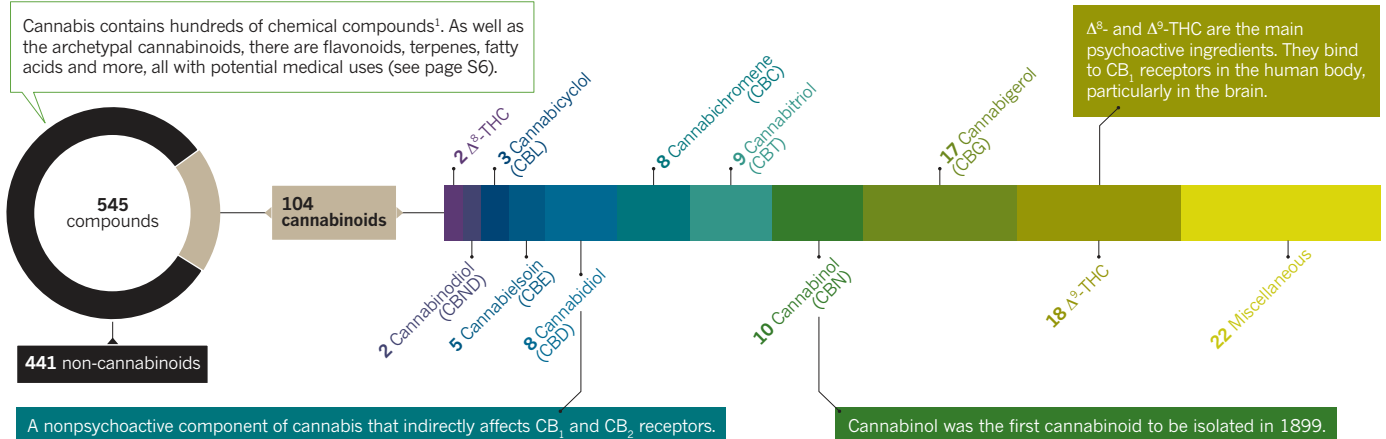 Cannabis contains hundreds of chemical compounds¹. As well as
the archetypal cannabinoids, there are flavonoids, terpenes, fatty
acids and more, all with potential medical uses (see page S6).
545
compounds
441 non-cannabinoids
104
cannabinoids
2 Δ⁸-THC
3 Cannabicyclol
(CBL)
8 Cannabichromene
(CBC)
9 Cannabitriol
(CBT)
17 Cannabigerol
(CBG)
Δ⁸- and Δ⁹-THC are the main
psychoactive ingredients. They bind
to CB₁ receptors in the human body,
particularly in the brain.
2 Cannabinodiol
(CBND)
5 Cannabielsoin
(CBE)
8 Cannabidiol
(CBD)
10 Cannabinol
(CBN)
18 Δ⁹-THC
22 Miscellaneous
A nonpsychoactive component of cannabis that indirectly affects CB₁ and CB₂ receptors.
Cannabinol was the first cannabinoid to be isolated in 1899.